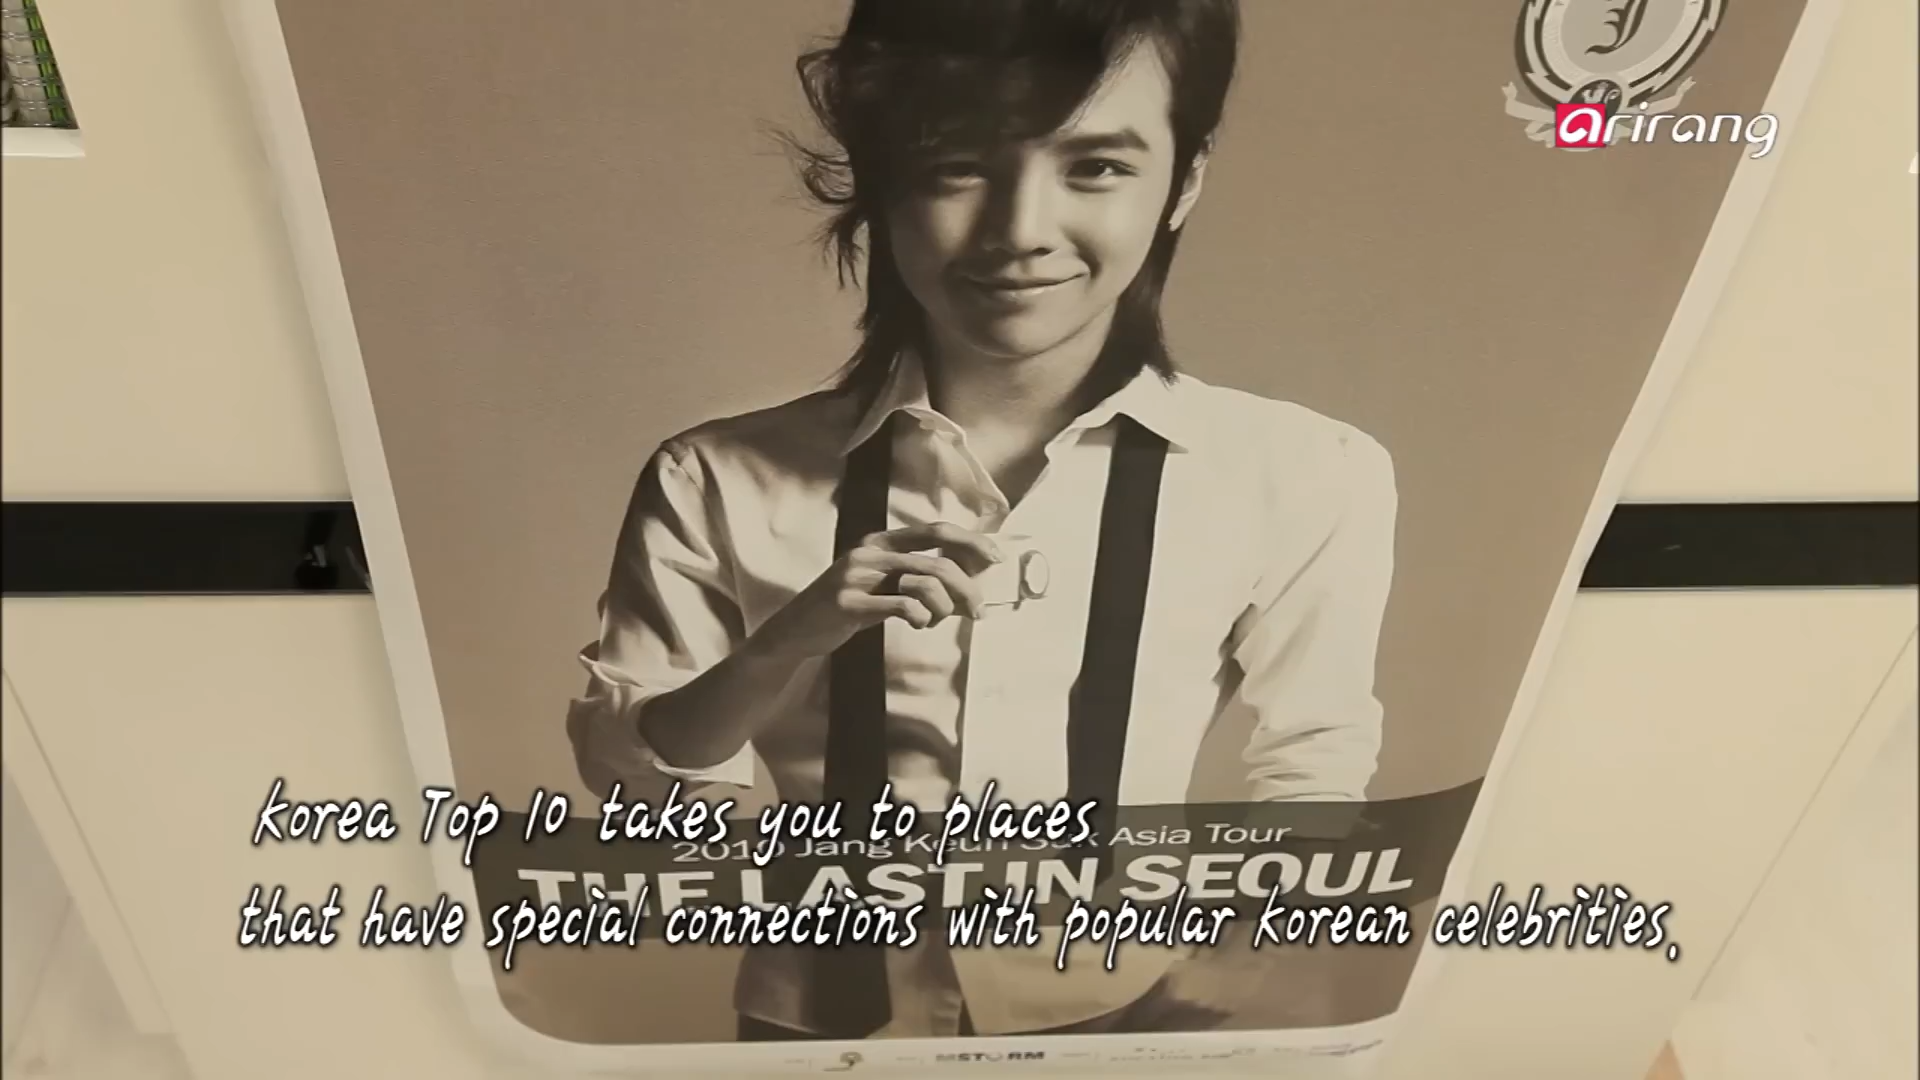 arirang
Korea Top 10 takes you to places
2010 Jang Keun Suk Asia Tour
THE LAST IN SEOUL
that have special connections with popular Korean celebrities.
MSTORM